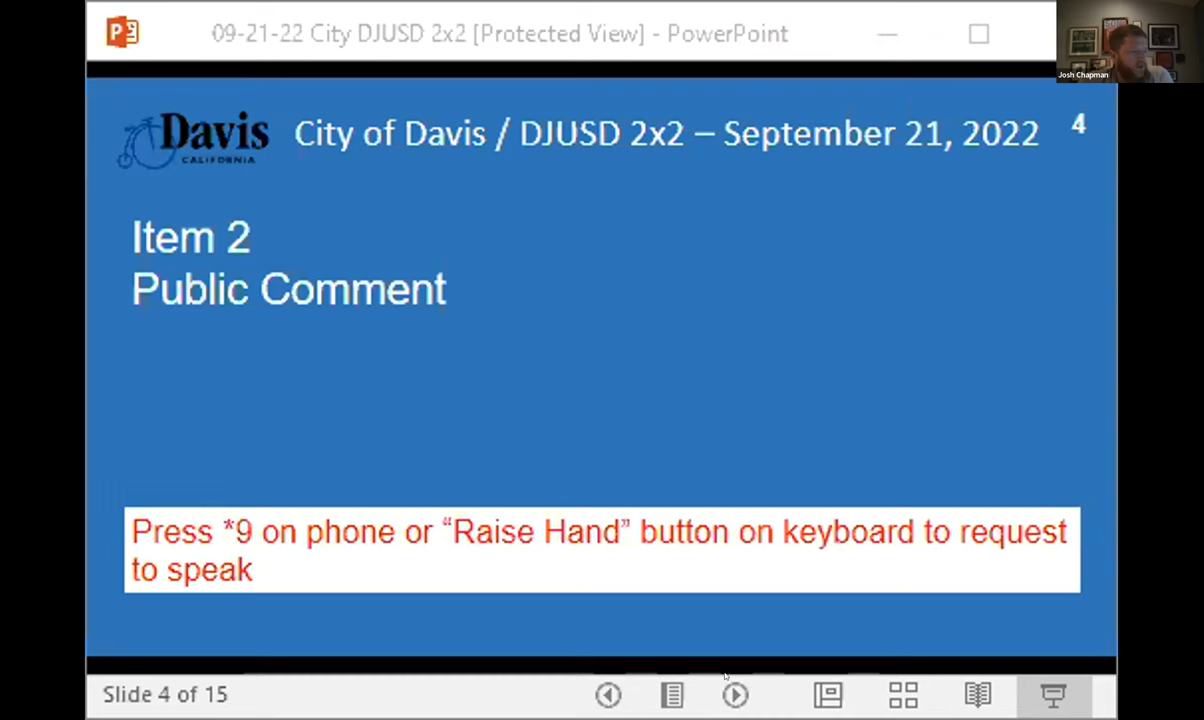 09-21-22 City DJUSD 2x2 [Protected View] - PowerPoint
Josh Chapman
Davis
CALIFORNIA
City of Davis / DJUSD 2x2 – September 21, 2022
4
Item 2
Public Comment
Press *9 on phone or “Raise Hand” button on keyboard to request
to speak
Slide 4 of 15